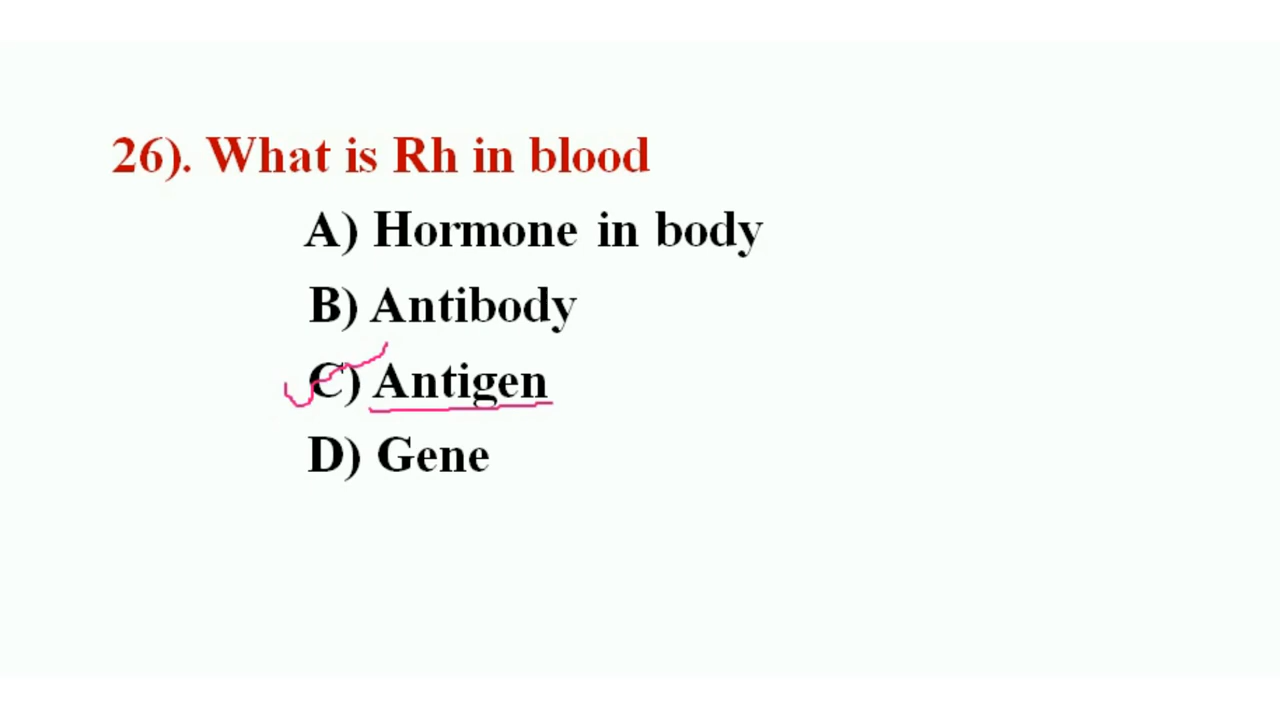 26). What is Rh in blood
A) Hormone in body
B) Antibody
C) Antigen
D) Gene